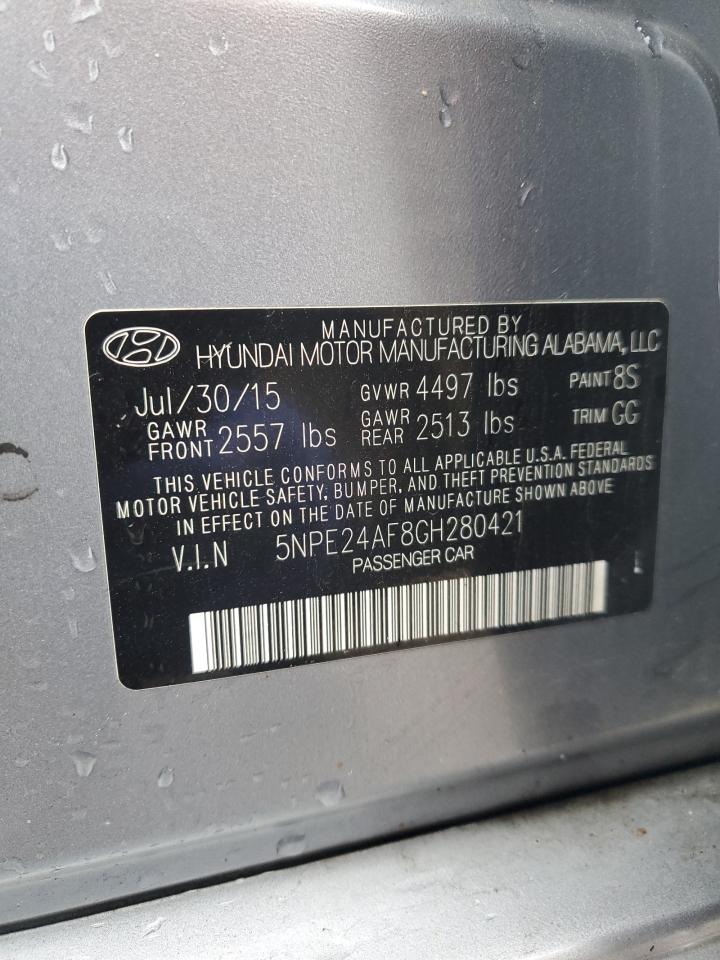 MANUFACTURED BY
HYUNDAI MOTOR MANUFACTURING ALABAMA, LLC
Jul/30/15 GVWR 4497 lbs PAINT 8S
GAWR FRONT 2557 lbs GAWR REAR 2513 lbs TRIM GG
THIS VEHICLE CONFORMS TO ALL APPLICABLE U.S.A. FEDERAL
MOTOR VEHICLE SAFETY, BUMPER, AND THEFT PREVENTION STANDARDS
IN EFFECT ON THE DATE OF MANUFACTURE SHOWN ABOVE
V.I.N 5NPE24AF8GH280421
PASSENGER CAR